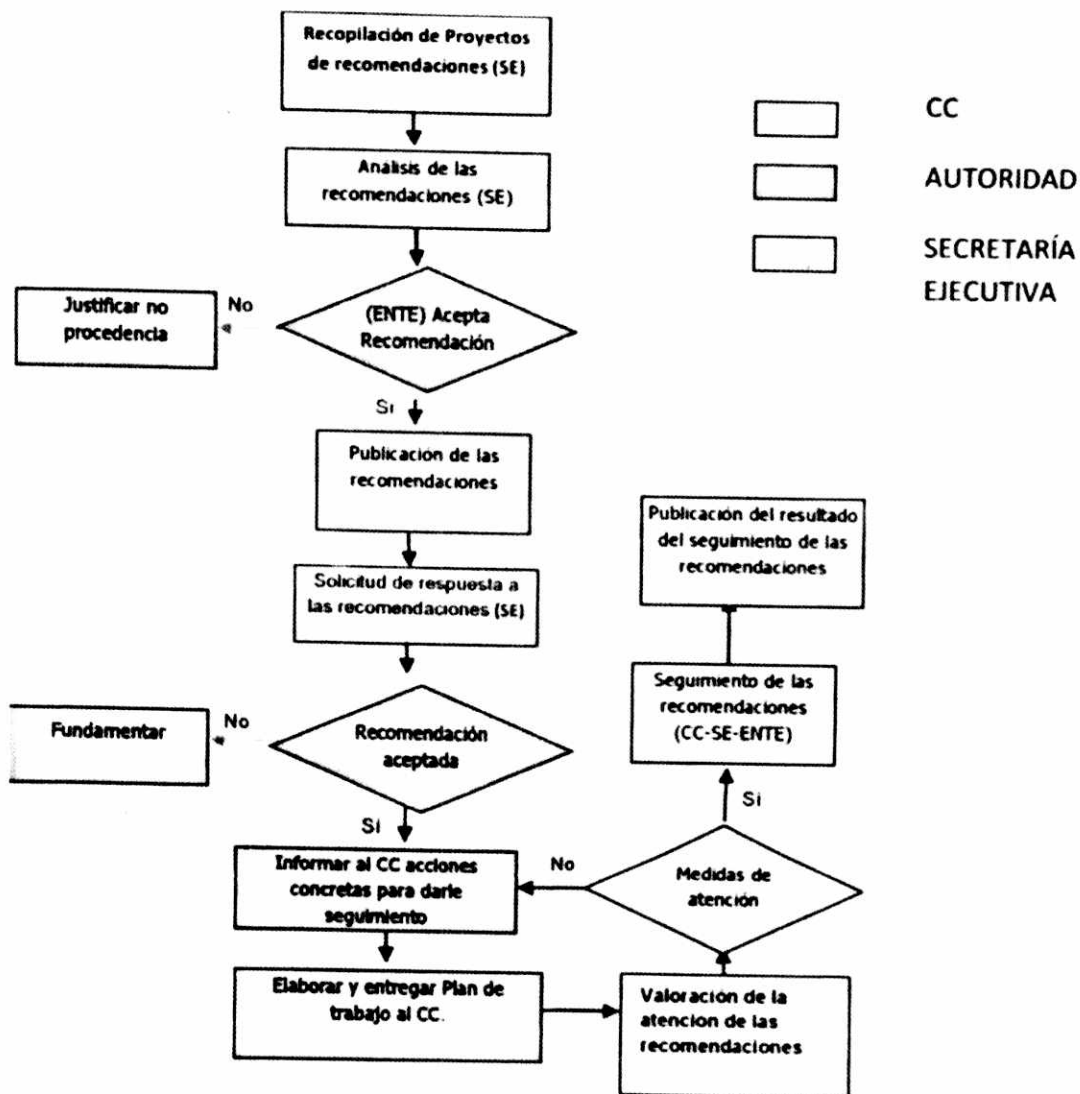 Recopilación de Proyectos
de recomendaciones (SE)
CC
AUTORIDAD
SECRETARÍA
EJECUTIVA
Análisis de las
recomendaciones (SE)
Justificar no
procedencia
No
(ENTE) Acepta
Recomendación
Si
Publicación de las
recomendaciones
Publicación del resultado
del seguimiento de las
recomendaciones
Solicitud de respuesta a
las recomendaciones (SE)
Seguimiento de las
recomendaciones
(CC-SE-ENTE)
Fundamentar
No
Recomendación
aceptada
Sí
Sí
Informar al CC acciones
concretas para darle
seguimiento
No
Medidas de
atención
Elaborar y entregar Plan de
trabajo al CC.
Valoración de la
atencion de las
recomendaciones